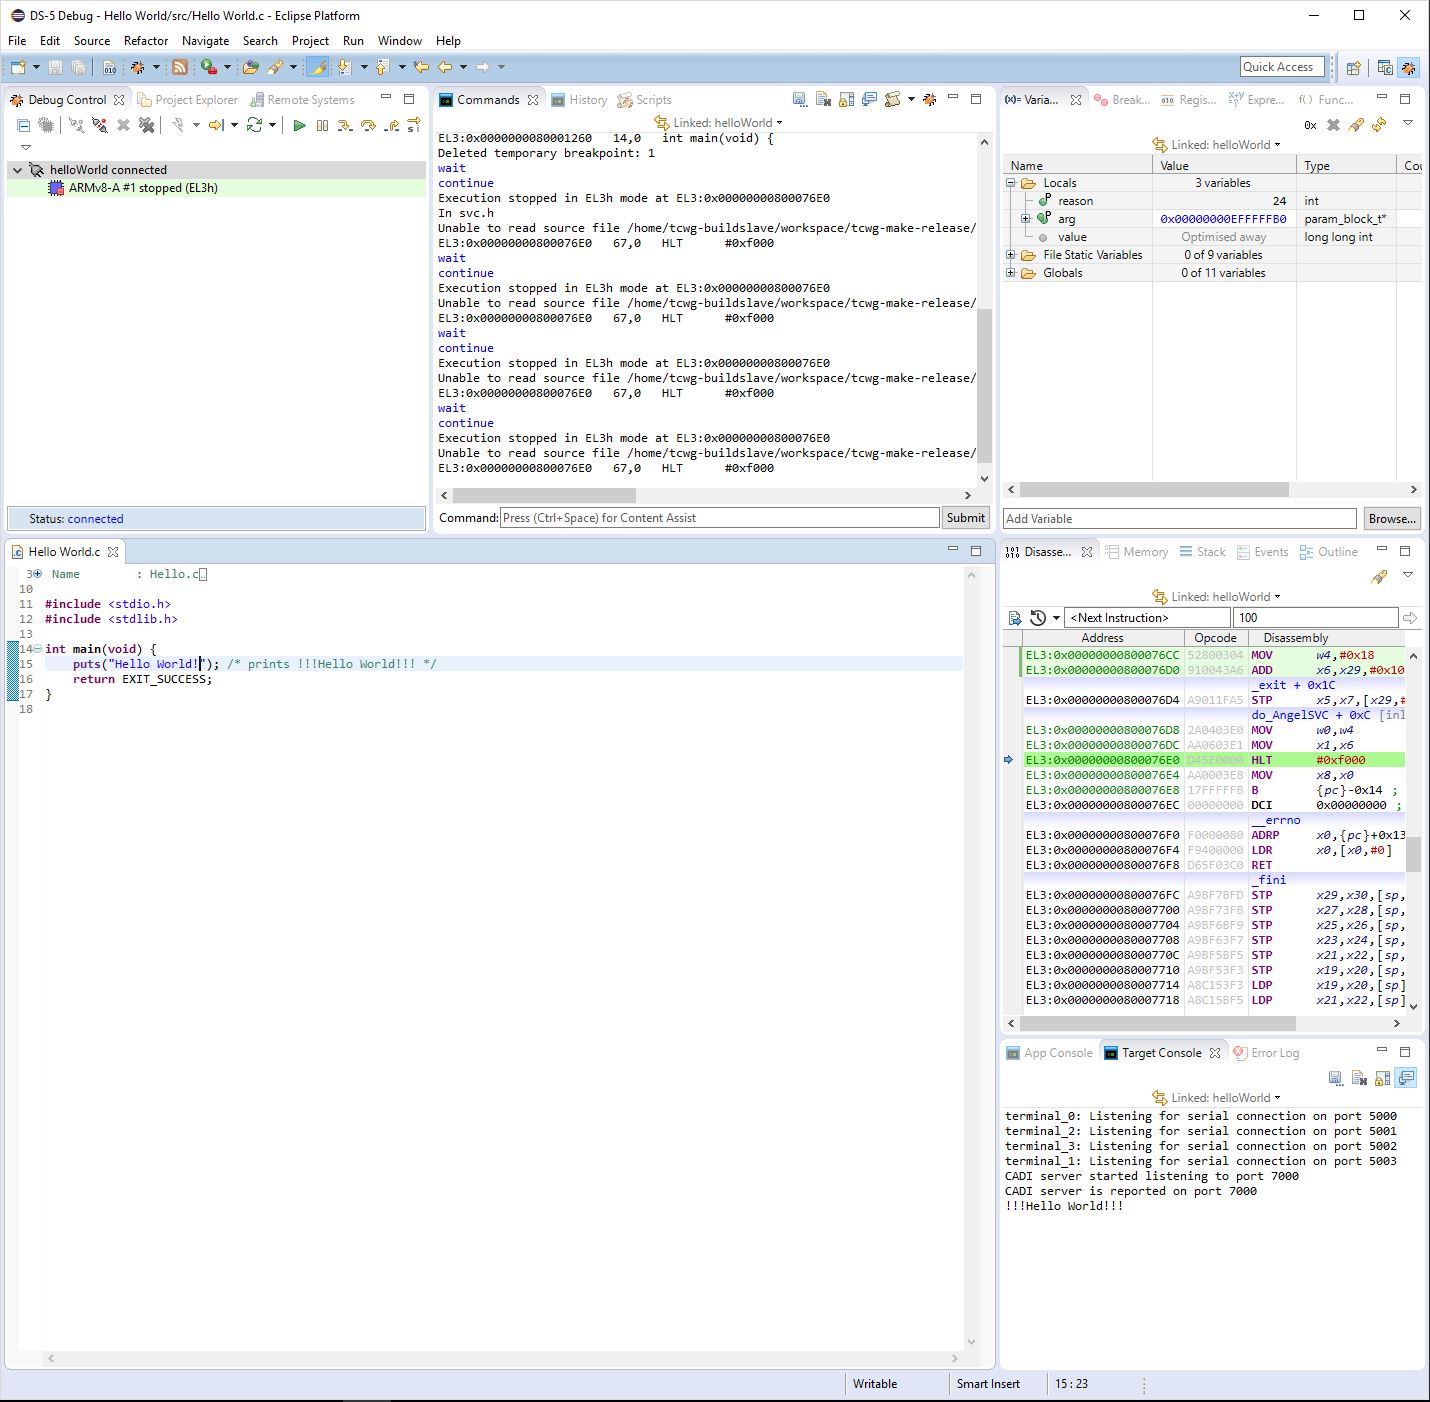 DS-5 Debug - Hello World/src/Hello World.c - Eclipse Platform
File Edit Source Refactor Navigate Search Project Run Window Help
Quick Access
Debug Control Project Explorer Remote Systems
helloWorld connected
ARMv8-A #1 stopped (EL3h)
Status: connected
Commands History Scripts
Linked: helloWorld
EL3:0x0000000080001260 14,0 int main(void) {
Deleted temporary breakpoint: 1
wait
continue
Execution stopped in EL3h mode at EL3:0x00000000800076E0
In svc.h
Unable to read source file /home/tcwg-buildslave/workspace/tcwg-make-release/
EL3:0x00000000800076E0 67,0 HLT #0xf000
wait
continue
Execution stopped in EL3h mode at EL3:0x00000000800076E0
Unable to read source file /home/tcwg-buildslave/workspace/tcwg-make-release/
EL3:0x00000000800076E0 67,0 HLT #0xf000
wait
continue
Execution stopped in EL3h mode at EL3:0x00000000800076E0
Unable to read source file /home/tcwg-buildslave/workspace/tcwg-make-release/
EL3:0x00000000800076E0 67,0 HLT #0xf000
wait
continue
Execution stopped in EL3h mode at EL3:0x00000000800076E0
Unable to read source file /home/tcwg-buildslave/workspace/tcwg-make-release/
EL3:0x00000000800076E0 67,0 HLT #0xf000
Command: Press (Ctrl+Space) for Content Assist Submit
(x)= Varia... Break... Regis... Expre... Func...
0x
Linked: helloWorld
Name Value Type Cou
Locals 3 variables
reason 24 int
arg 0x00000000EFFFFFB0 param_block_t*
value Optimised away long long int
File Static Variables 0 of 9 variables
Globals 0 of 11 variables
Add Variable Browse...
Hello World.c
3 Name : Hello.c
10
11 #include <stdio.h>
12 #include <stdlib.h>
13
14 int main(void) {
15 puts("Hello World!"); /* prints !!!Hello World!!! */
16 return EXIT_SUCCESS;
17 }
18
Disasse... Memory Stack Events Outline
Linked: helloWorld
<Next Instruction> 100
Address Opcode Disassembly
EL3:0x00000000800076CC 52800304 MOV w4,#0x18
EL3:0x00000000800076D0 910043A6 ADD x6,x29,#0x10
_exit + 0x1C
EL3:0x00000000800076D4 A9011FA5 STP x5,x7,[x29,#
do_AngelSVC + 0xC [inl
EL3:0x00000000800076D8 2A0403E0 MOV w0,w4
EL3:0x00000000800076DC AA0603E1 MOV x1,x6
EL3:0x00000000800076E0 D45E0000 HLT #0xf000
EL3:0x00000000800076E4 AA0003E8 MOV x8,x0
EL3:0x00000000800076E8 17FFFFFB B {pc}-0x14 ;
EL3:0x00000000800076EC 00000000 DCI 0x00000000 ;
__errno
EL3:0x00000000800076F0 F0000080 ADRP x0,{pc}+0x13
EL3:0x00000000800076F4 F9400000 LDR x0,[x0,#0]
EL3:0x00000000800076F8 D65F03C0 RET
_fini
EL3:0x00000000800076FC A9BF7BFD STP x29,x30,[sp,
EL3:0x0000000080007700 A9BF73FB STP x27,x28,[sp,
EL3:0x0000000080007704 A9BF6BF9 STP x25,x26,[sp,
EL3:0x0000000080007708 A9BF63F7 STP x23,x24,[sp,
EL3:0x000000008000770C A9BF5BF5 STP x21,x22,[sp,
EL3:0x0000000080007710 A9BF53F3 STP x19,x20,[sp,
EL3:0x0000000080007714 A8C153F3 LDP x19,x20,[sp]
EL3:0x0000000080007718 A8C15BF5 LDP x21,x22,[sp]
App Console Target Console Error Log
Linked: helloWorld
terminal_0: Listening for serial connection on port 5000
terminal_2: Listening for serial connection on port 5001
terminal_3: Listening for serial connection on port 5002
terminal_1: Listening for serial connection on port 5003
CADI server started listening to port 7000
CADI server is reported on port 7000
!!!Hello World!!!
Writable Smart Insert 15 : 23